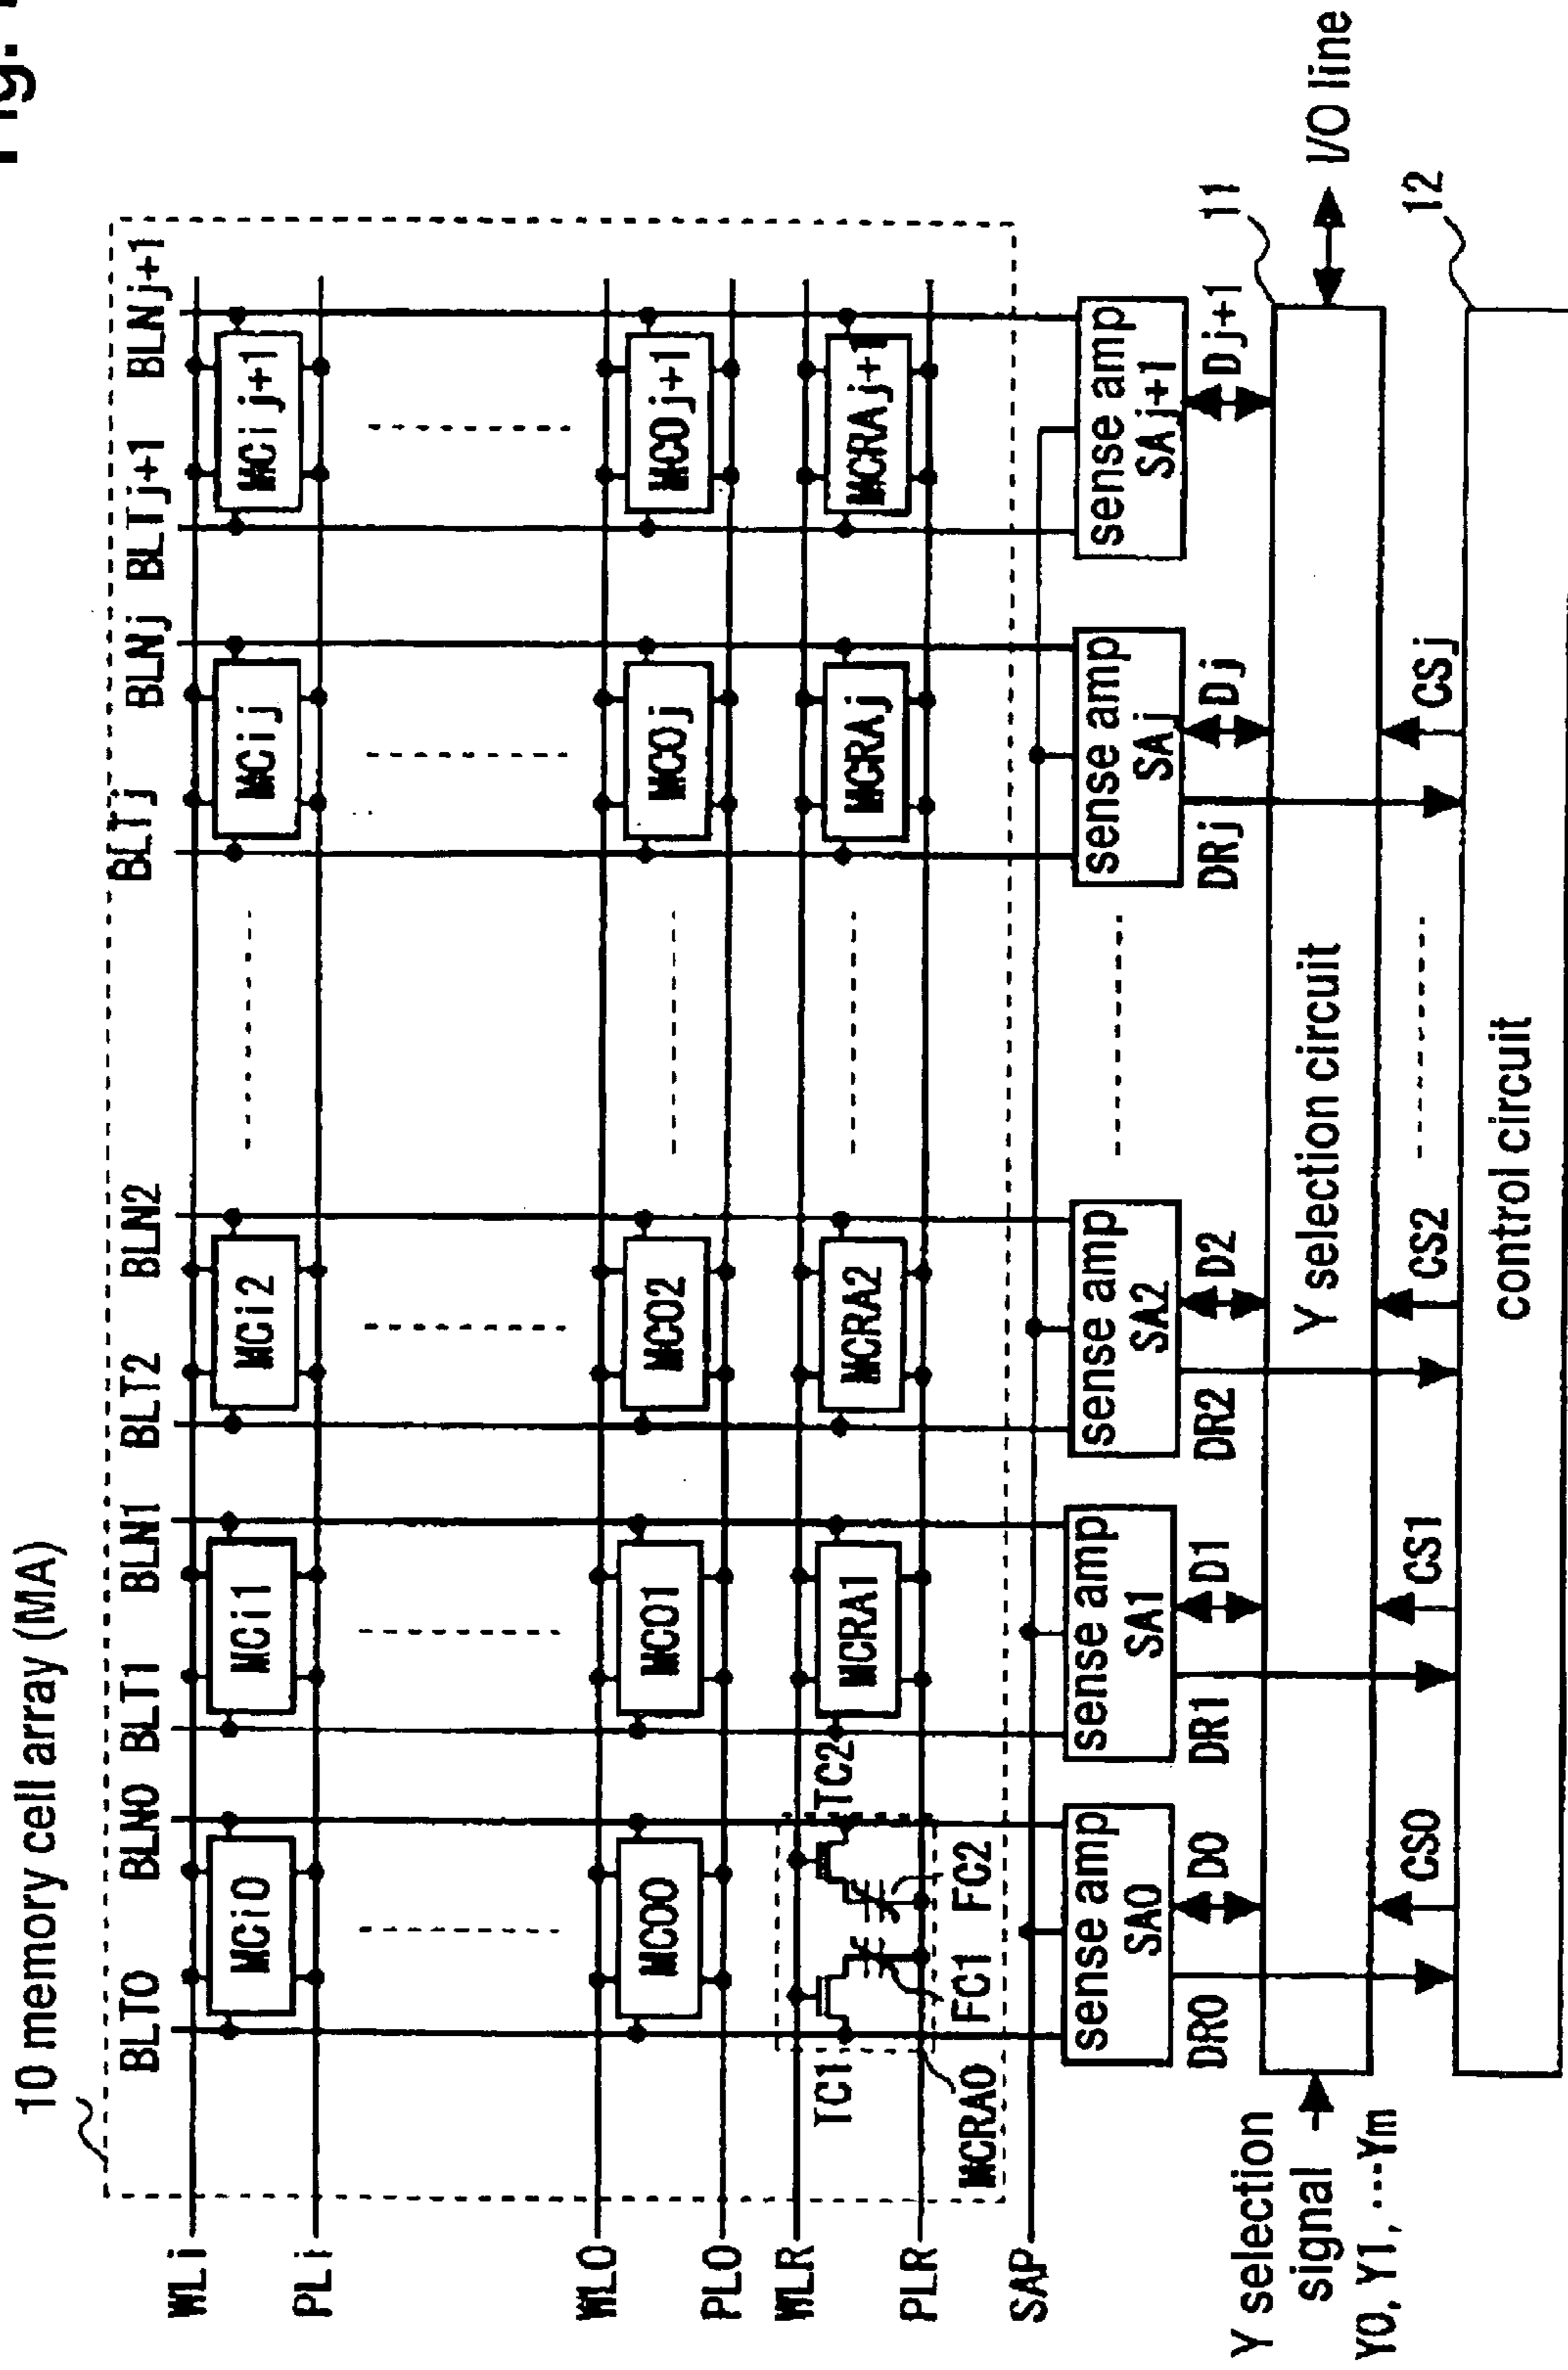 Fig.
10 memory cell array (MA)
BLT0 BLN0 BLT1 BLN1 BLT2 BLN2 BLTj BLNj BLTj+1 BLNj+1
WLi
MCi0 MCi1 MCi2 MCij MCij+1
PLi
WL0
MC00 MC01 MC02 MC0j MC0j+1
PL0
WLR
TC1 TC2 MCRA1 MCRA2 MCRAj MCRAj+1
PLR
MCRA0 FC1 FC2
SAP
sense amp SA0
sense amp SA1
sense amp SA2
sense amp SAj
sense amp SAj+1
DR0 D0 DR1 D1 DR2 D2 DRj Dj Dj+1
11
Y selection signal
Y0, Y1, ···Ym
Y selection circuit
I/O line
CS0 CS1 CS2 CSj
12
control circuit